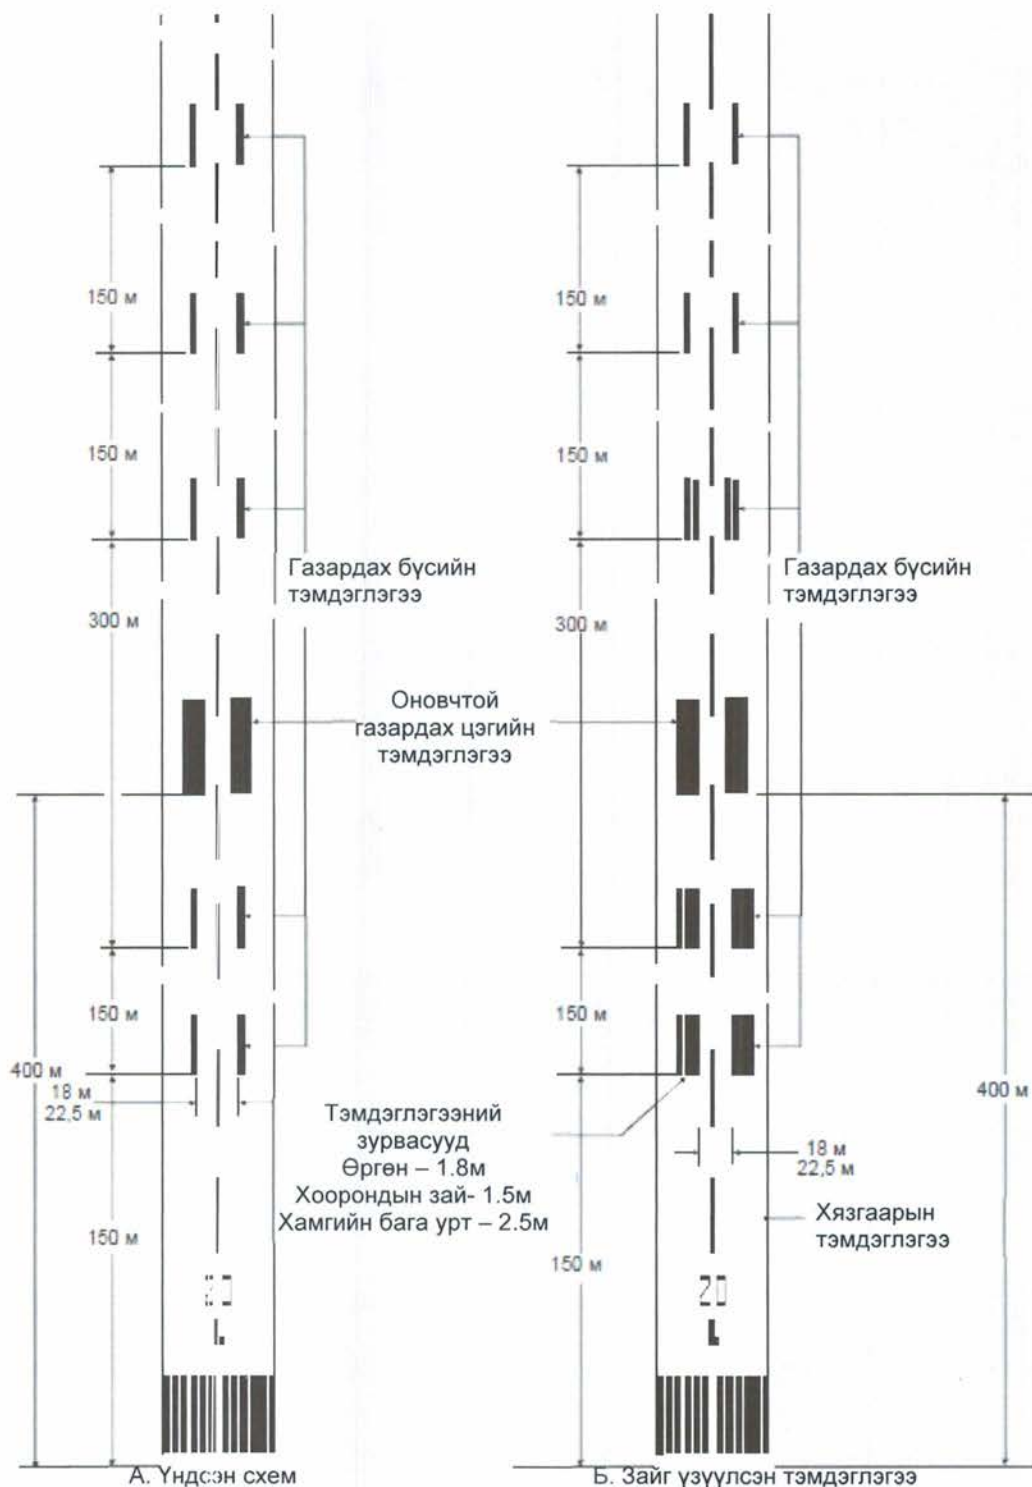 150 м
150 м
150 м
150 м
Газардах бүсийн
тэмдэглэгээ
Газардах бүсийн
тэмдэглэгээ
300 м
300 м
Оновчтой
газардах цэгийн
тэмдэглэгээ
150 м
150 м
400 м
18 м
22,5 м
400 м
Тэмдэглэгээний
зурвасууд
Өргөн – 1.8м
Хоорондын зай- 1.5м
Хамгийн бага урт – 2.5м
18 м
22,5 м
Хязгаарын
тэмдэглэгээ
150 м
150 м
20
L
20
L
А. Үндсэн схем
Б. Зайг үзүүлсэн тэмдэглэгээ